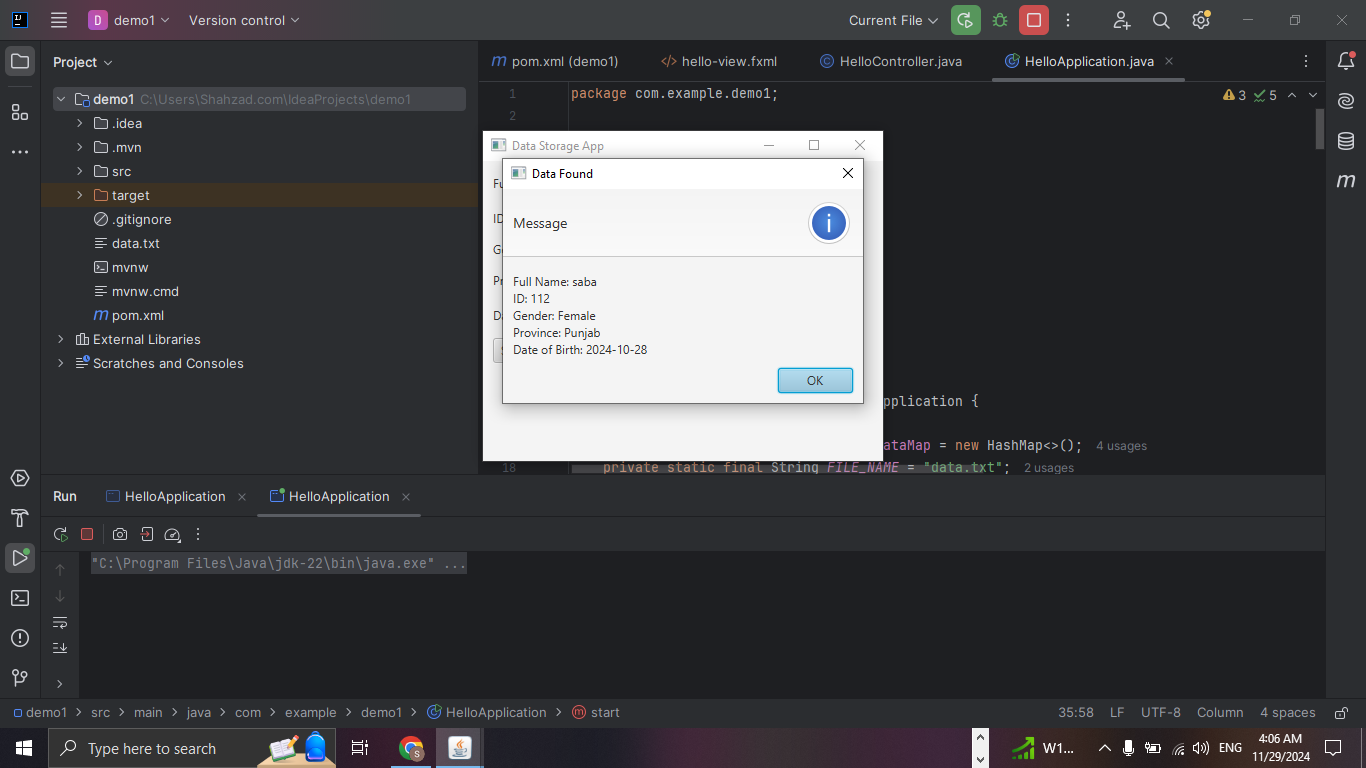 D demo1 Version control Current File
Project
pom.xml (demo1) hello-view.fxml HelloController.java HelloApplication.java
demo1 C:\Users\Shahzad.com\IdeaProjects\demo1
.idea
.mvn
src
target
.gitignore
data.txt
mvnw
mvnw.cmd
pom.xml
External Libraries
Scratches and Consoles
1 package com.example.demo1;
2
3 5
Data Storage App
Data Found
Message
Full Name: saba
ID: 112
Gender: Female
Province: Punjab
Date of Birth: 2024-10-28
OK
pplication {
ataMap = new HashMap<>(); 4 usages
18 private static final String FILE_NAME = "data.txt"; 2 usages
Run HelloApplication HelloApplication
"C:\Program Files\Java\jdk-22\bin\java.exe" ...
demo1 > src > main > java > com > example > demo1 > HelloApplication > start 35:58 LF UTF-8 Column 4 spaces
Type here to search W1... ENG 4:06 AM
11/29/2024